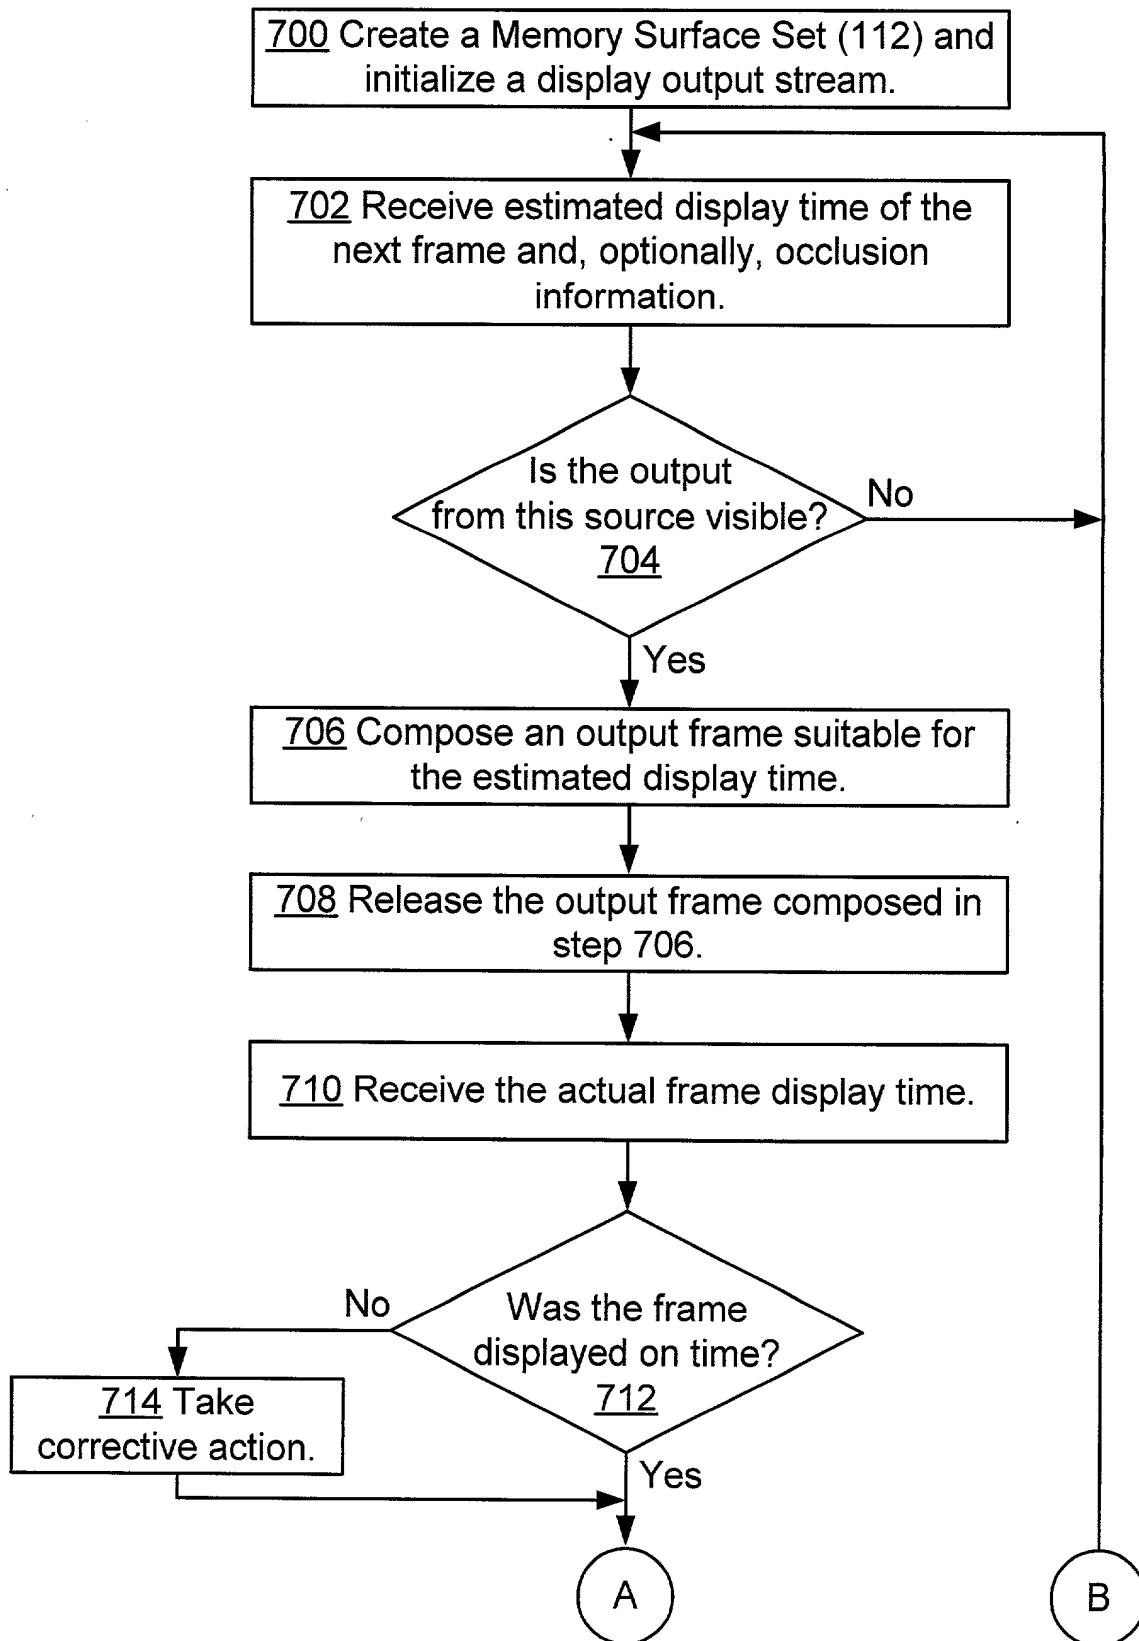 700 Create a Memory Surface Set (112) and
initialize a display output stream.
702 Receive estimated display time of the
next frame and, optionally, occlusion
information.
Is the output
from this source visible?
704
No
Yes
706 Compose an output frame suitable for
the estimated display time.
708 Release the output frame composed in
step 706.
710 Receive the actual frame display time.
No
Was the frame
displayed on time?
712
714 Take
corrective action.
Yes
A
B